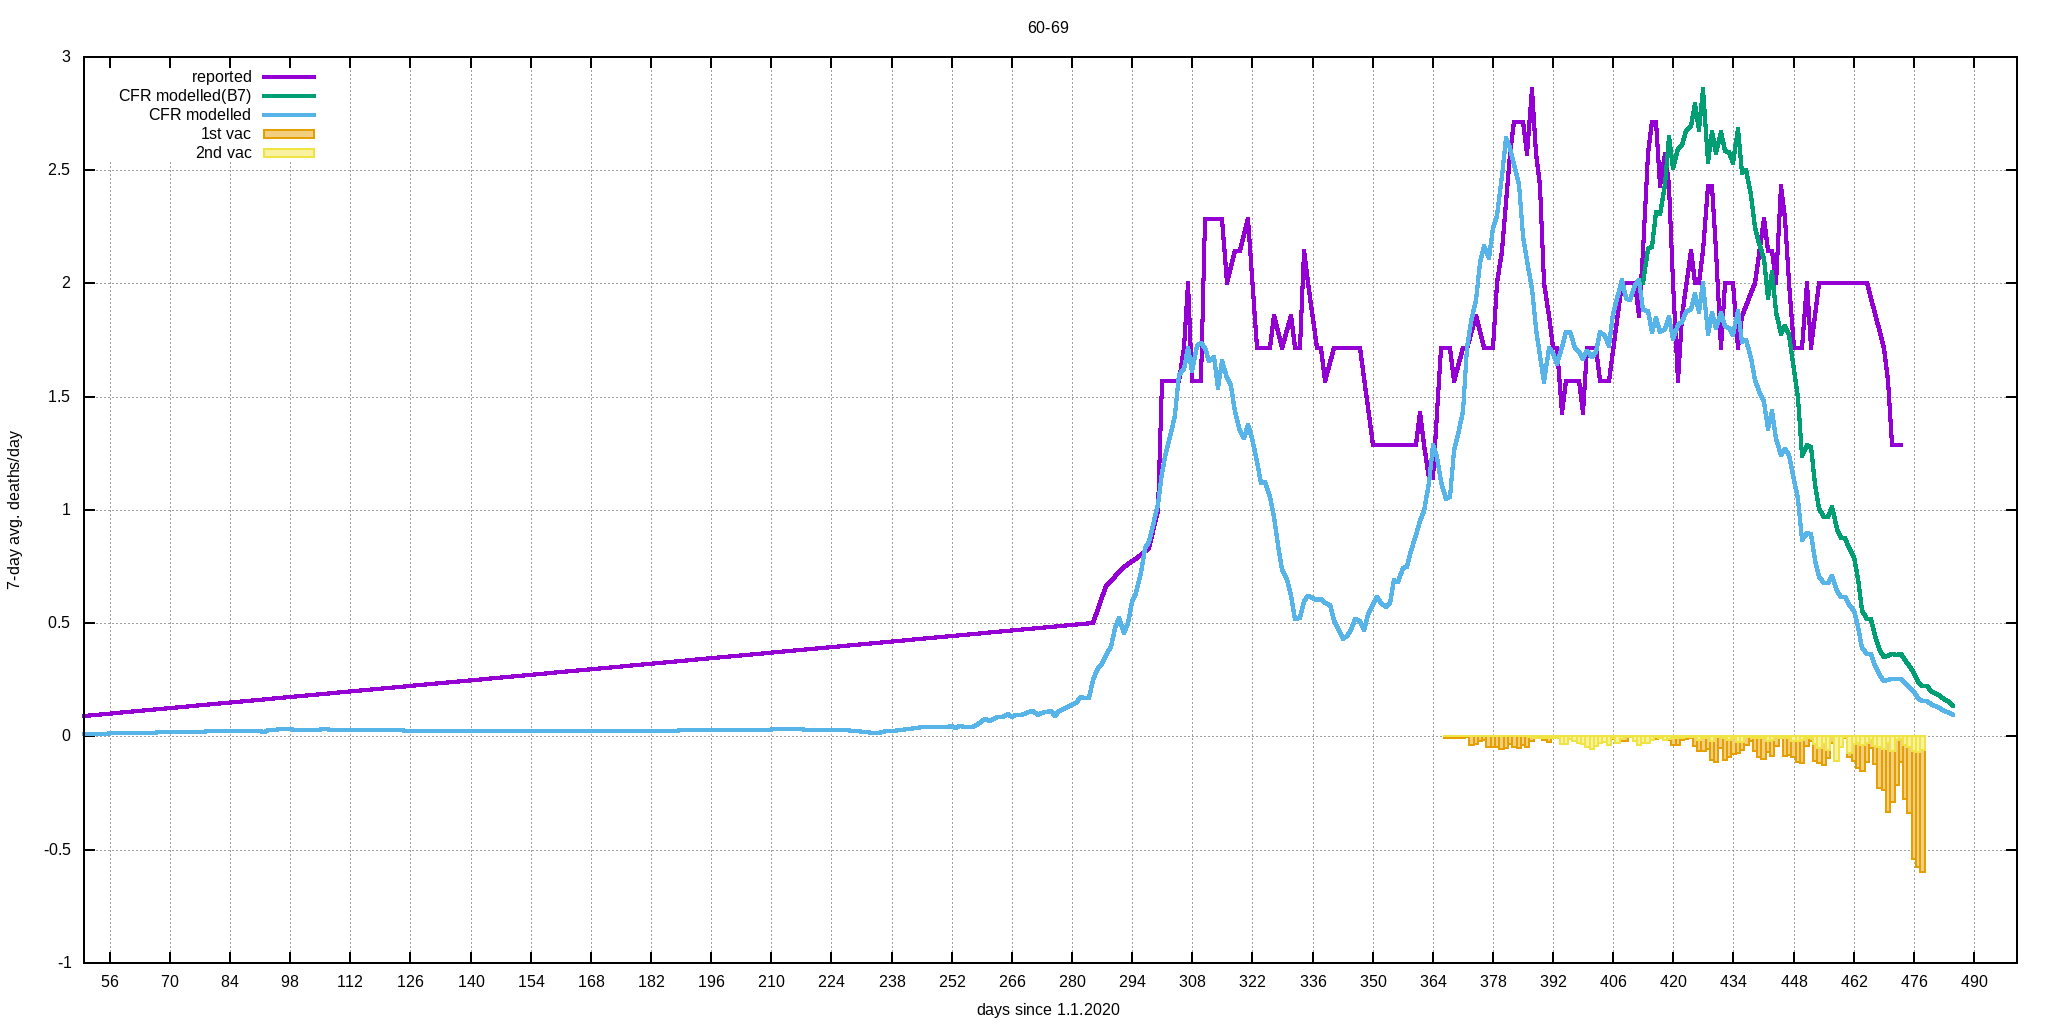 60-69
reported
CFR modelled(B7)
CFR modelled
1st vac
2nd vac
3
2.5
2
1.5
1
0.5
0
-0.5
-1
7-day avg. deaths/day
56 70 84 98 112 126 140 154 168 182 196 210 224 238 252 266 280 294 308 322 336 350 364 378 392 406 420 434 448 462 476 490
days since 1.1.2020